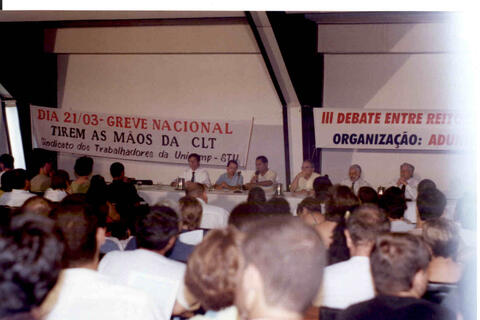 DIA 21/03-GREVE NACIONAL
TIREM AS MÃOS DA CLT
Sindicato dos Trabalhadores da Unicamp-STU
III DEBATE ENTRE REITO
ORGANIZAÇÃO: ADU